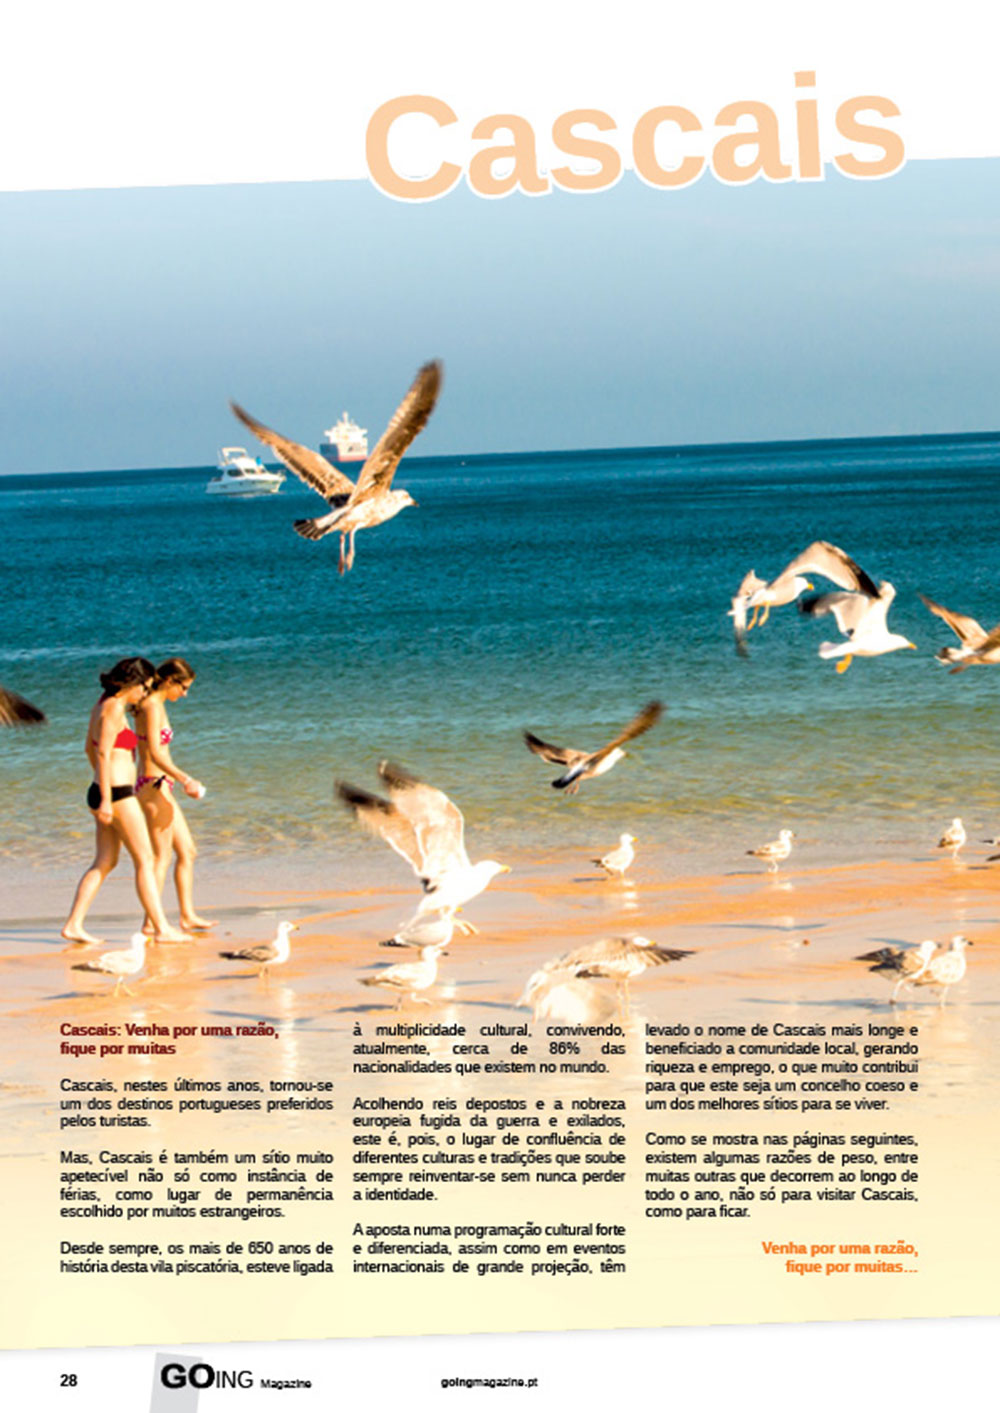 Cascais
Cascais: Venha por uma razão,
fique por muitas
Cascais, nestes últimos anos, tornou-se
um dos destinos portugueses preferidos
pelos turistas.
Mas, Cascais é também um sítio muito
apetecível não só como instância de
férias, como lugar de permanência
escolhido por muitos estrangeiros.
Desde sempre, os mais de 650 anos de
história desta vila piscatória, esteve ligada
à multiplicidade cultural, convivendo,
atualmente, cerca de 86% das
nacionalidades que existem no mundo.
Acolhendo reis depostos e a nobreza
europeia fugida da guerra e exilados,
este é, pois, o lugar de confluência de
diferentes culturas e tradições que soube
sempre reinventar-se sem nunca perder
a identidade.
A aposta numa programação cultural forte
e diferenciada, assim como em eventos
internacionais de grande projeção, têm
levado o nome de Cascais mais longe e
beneficiado a comunidade local, gerando
riqueza e emprego, o que muito contribui
para que este seja um concelho coeso e
um dos melhores sítios para se viver.
Como se mostra nas páginas seguintes,
existem algumas razões de peso, entre
muitas outras que decorrem ao longo de
todo o ano, não só para visitar Cascais,
como para ficar.
Venha por uma razão,
fique por muitas...
28
GOING Magazine
goingmagazine.pt